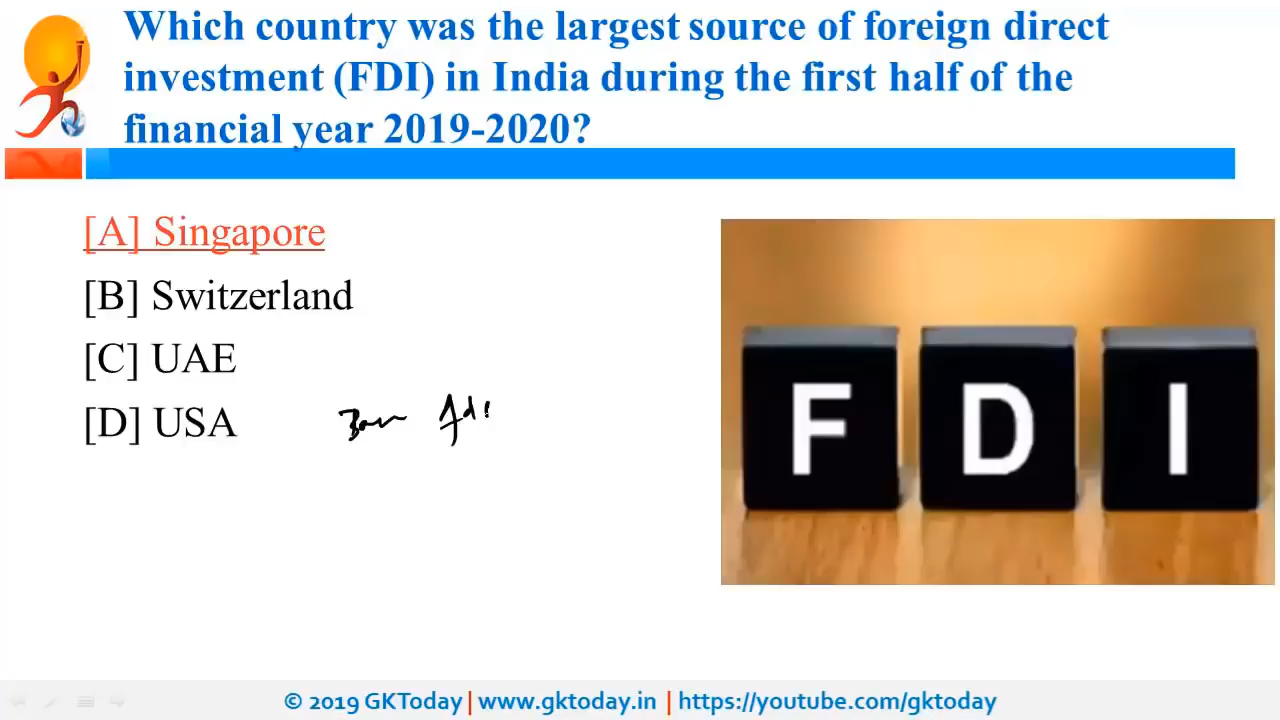 Which country was the largest source of foreign direct
investment (FDI) in India during the first half of the
financial year 2019-2020?
[A] Singapore
[B] Switzerland
[C] UAE
[D] USA
F D I
© 2019 GKToday | www.gktoday.in | https://youtube.com/gktoday